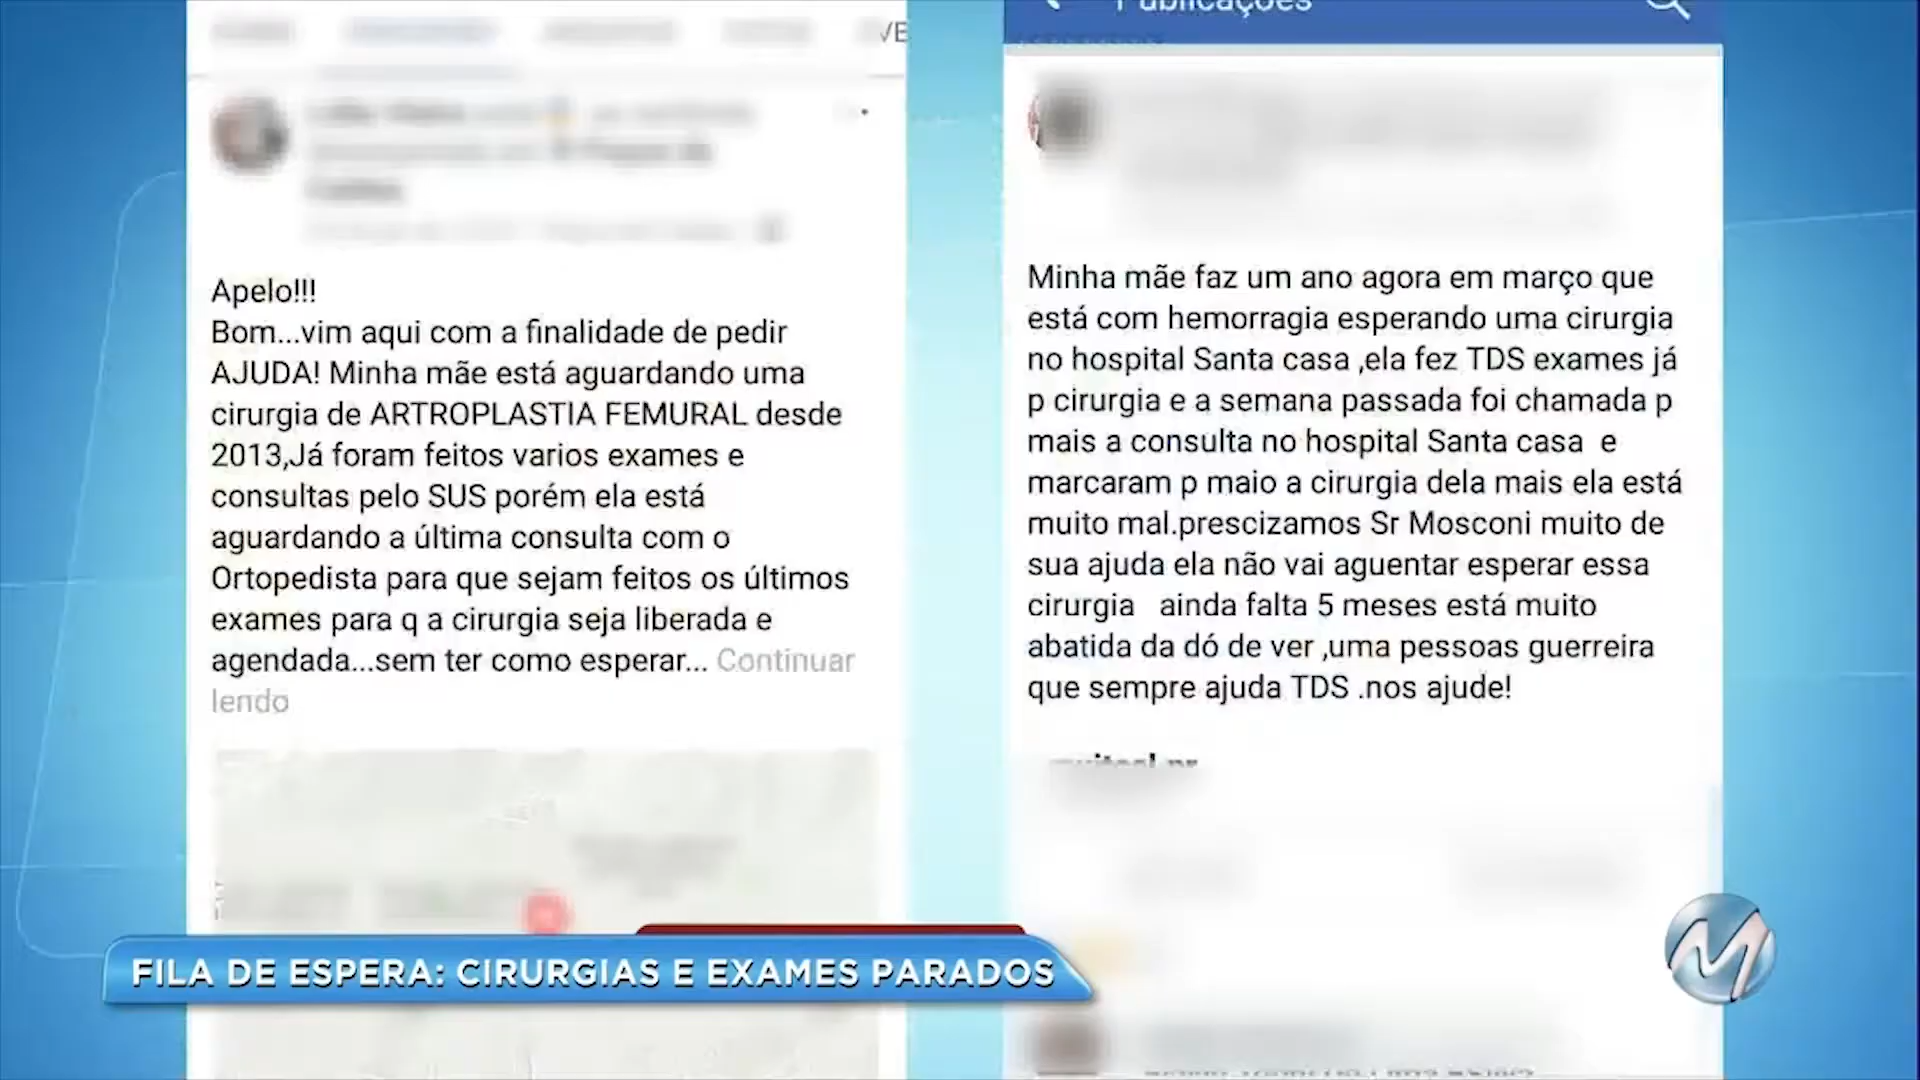 Publicações
Apelo!!!
Bom...vim aqui com a finalidade de pedir
AJUDA! Minha mãe está aguardando uma
cirurgia de ARTROPLASTIA FEMURAL desde
2013,Já foram feitos varios exames e
consultas pelo SUS porém ela está
aguardando a última consulta com o
Ortopedista para que sejam feitos os últimos
exames para q a cirurgia seja liberada e
agendada...sem ter como esperar... Continuar
lendo
Minha mãe faz um ano agora em março que
está com hemorragia esperando uma cirurgia
no hospital Santa casa ,ela fez TDS exames já
p cirurgia e a semana passada foi chamada p
mais a consulta no hospital Santa casa e
marcaram p maio a cirurgia dela mais ela está
muito mal.prescizamos Sr Mosconi muito de
sua ajuda ela não vai aguentar esperar essa
cirurgia ainda falta 5 meses está muito
abatida da dó de ver ,uma pessoas guerreira
que sempre ajuda TDS .nos ajude!
FILA DE ESPERA: CIRURGIAS E EXAMES PARADOS
M